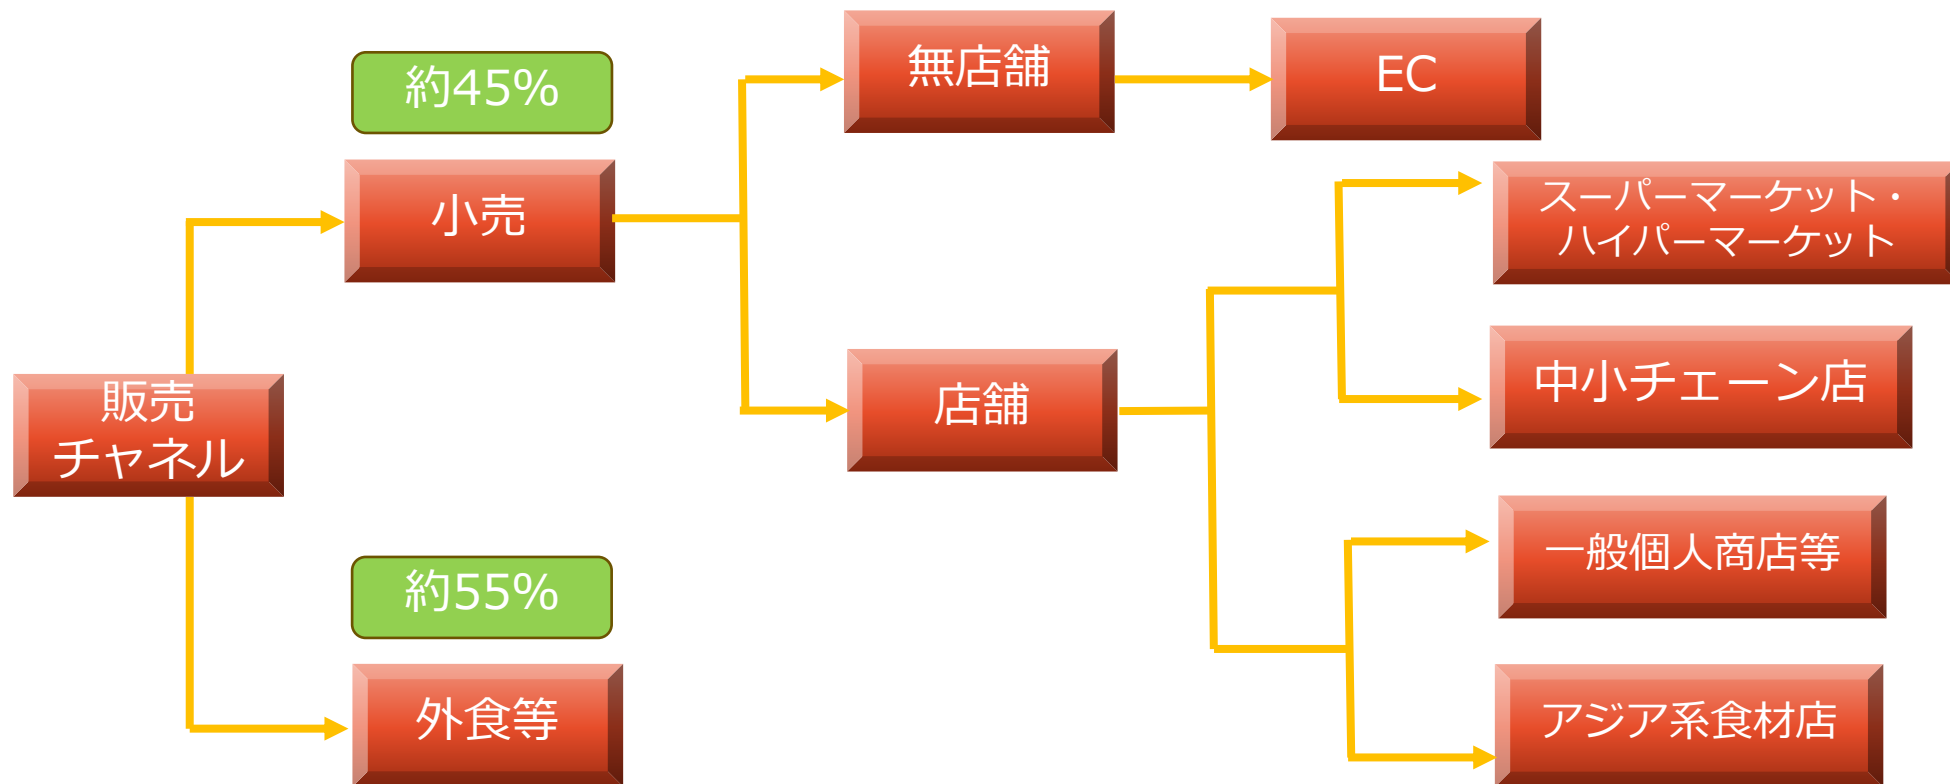 無店舗
EC
約45%
小売
スーパーマーケット・
ハイパーマーケット
中小チェーン店
店舗
販売
チャネル
一般個人商店等
約55%
外食等
アジア系食材店